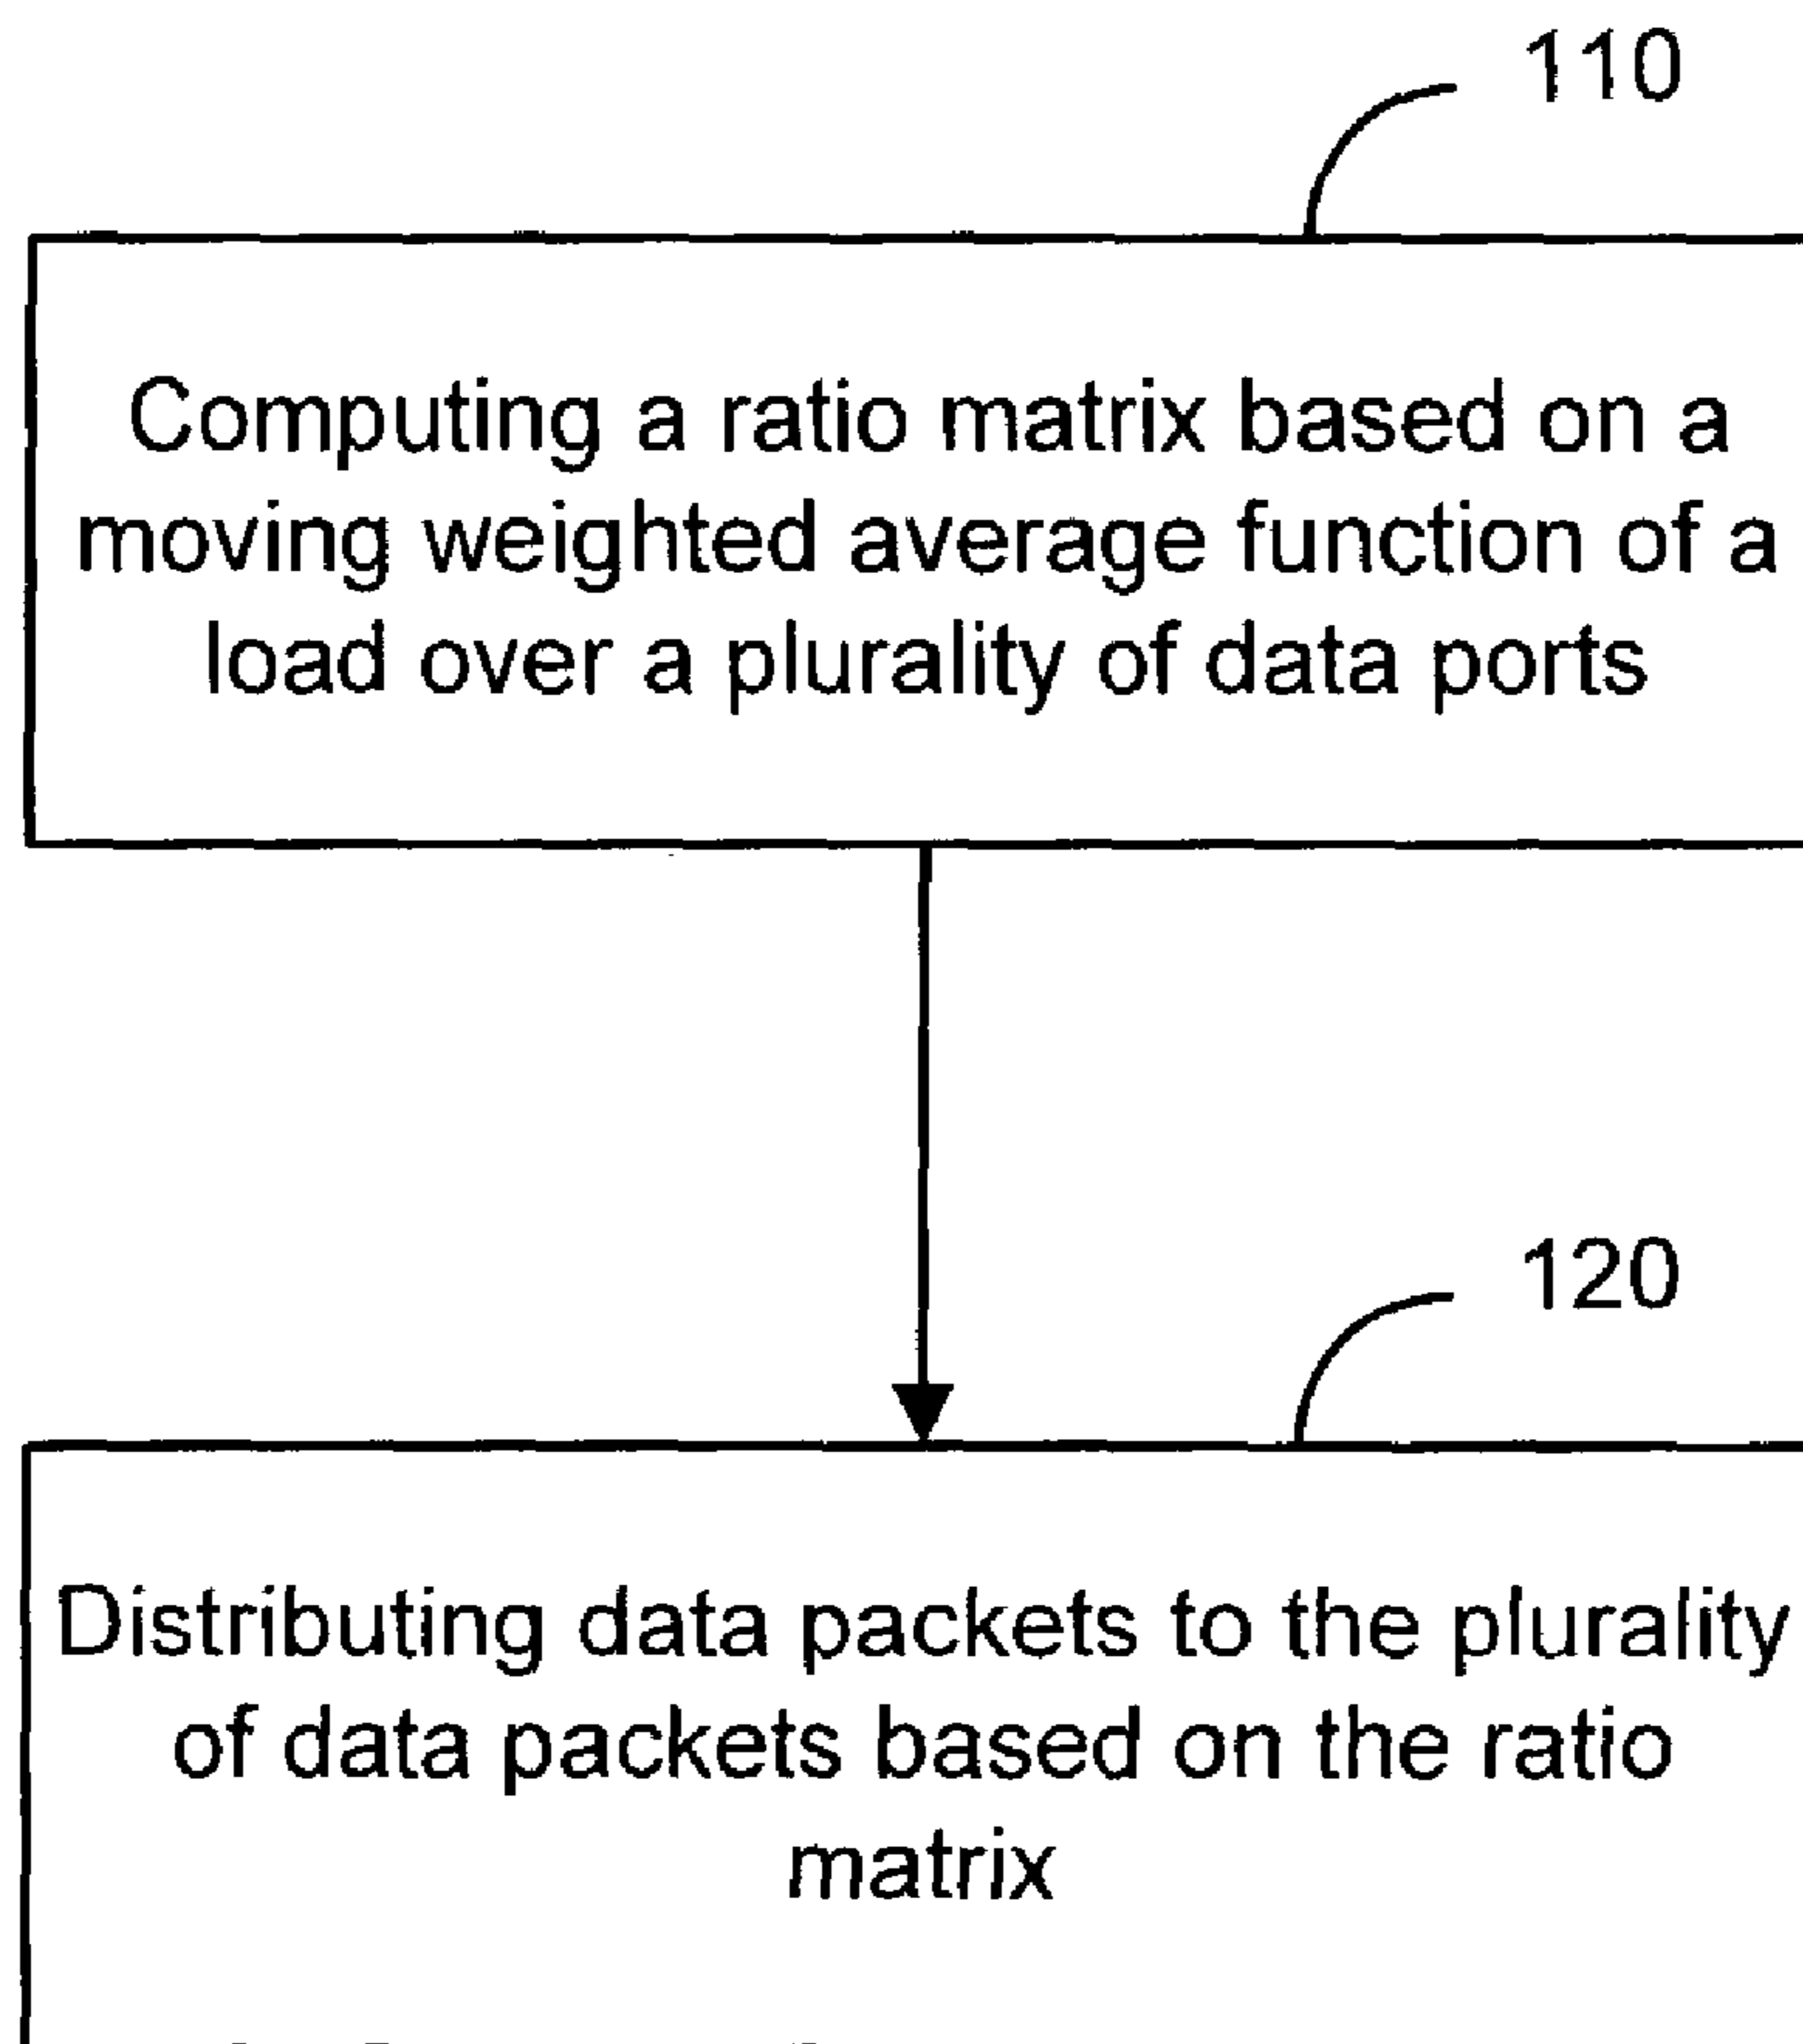 110
Computing a ratio matrix based on a
moving weighted average function of a
load over a plurality of data ports
120
Distributing data packets to the plurality
of data packets based on the ratio
matrix